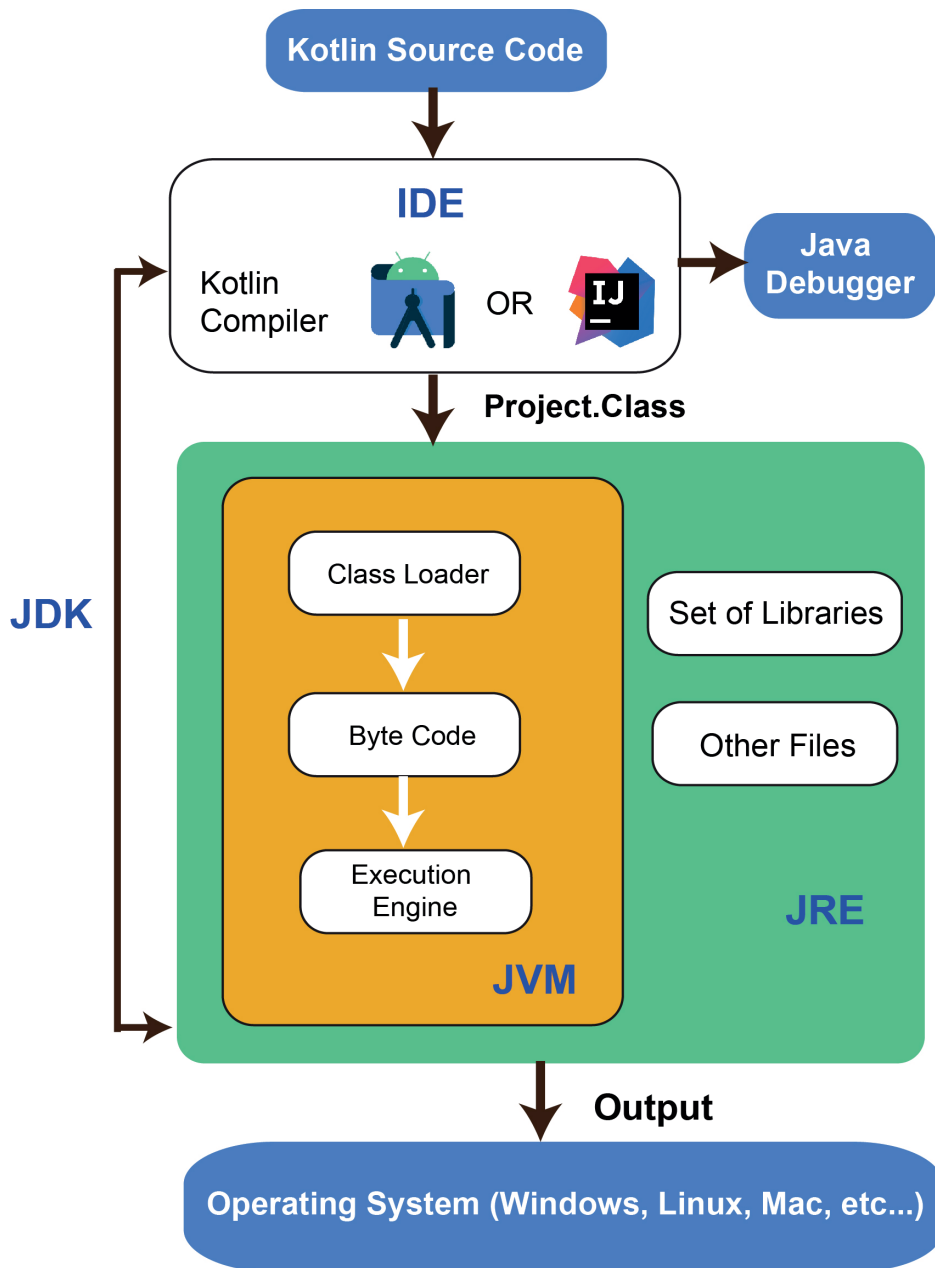 Kotlin Source Code
IDE
Kotlin
Compiler
OR
IJ
Java
Debugger
Project.Class
Class Loader
Set of Libraries
JDK
Byte Code
Other Files
Execution
Engine
JRE
JVM
Output
Operating System (Windows, Linux, Mac, etc...)